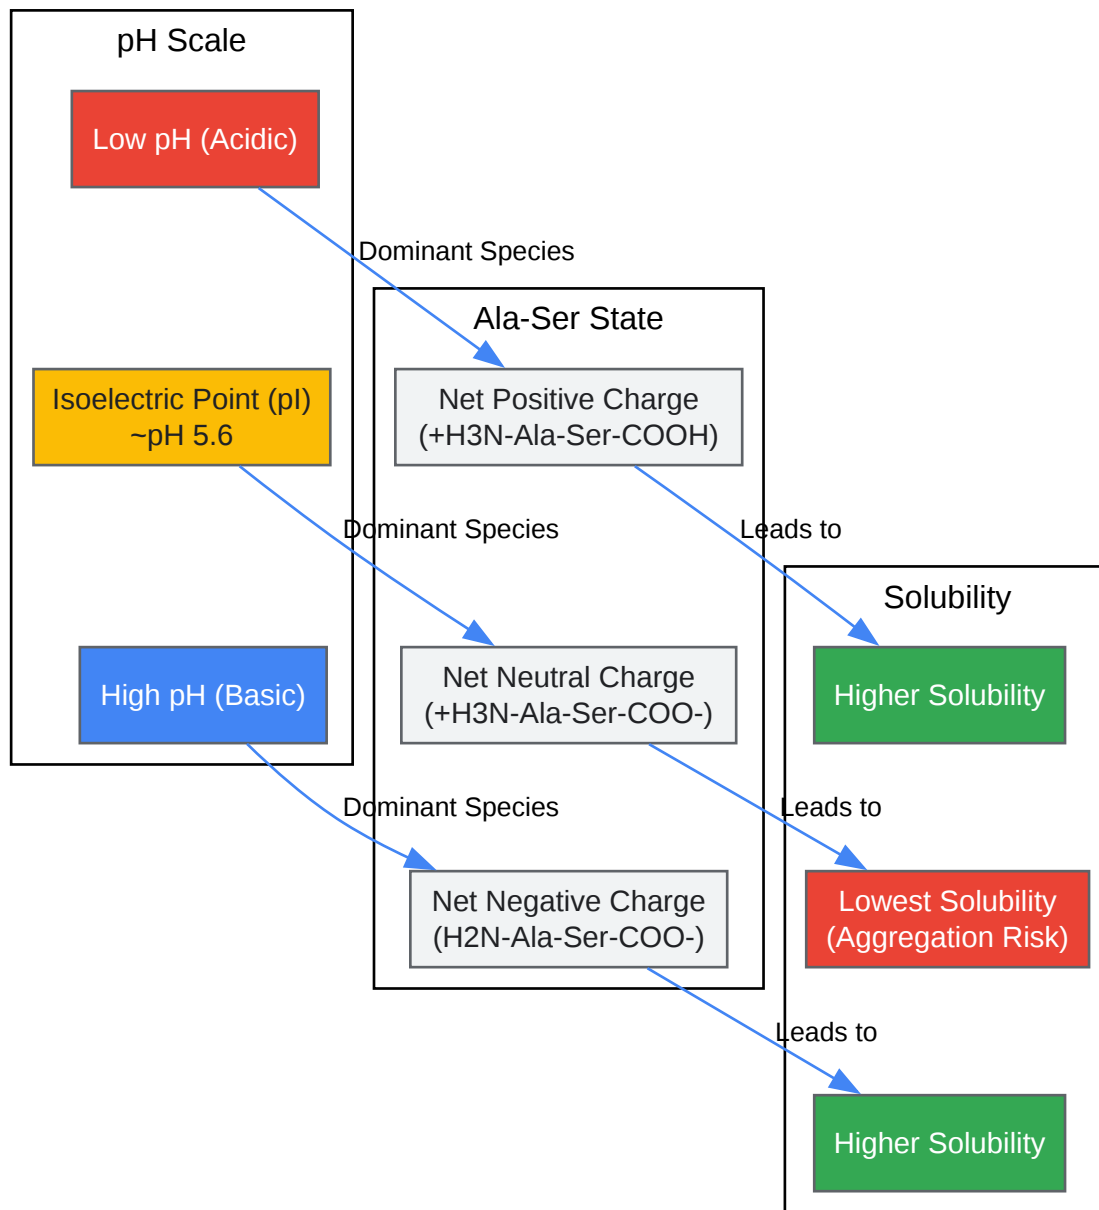 pH Scale
Low pH (Acidic)
Dominant Species
Ala-Ser State
Isoelectric Point (pI)
~pH 5.6
Net Positive Charge
(+H3N-Ala-Ser-COOH)
Dominant Species
Leads to
Solubility
High pH (Basic)
Net Neutral Charge
(+H3N-Ala-Ser-COO-)
Higher Solubility
Dominant Species
Leads to
Net Negative Charge
(H2N-Ala-Ser-COO-)
Lowest Solubility
(Aggregation Risk)
Leads to
Higher Solubility